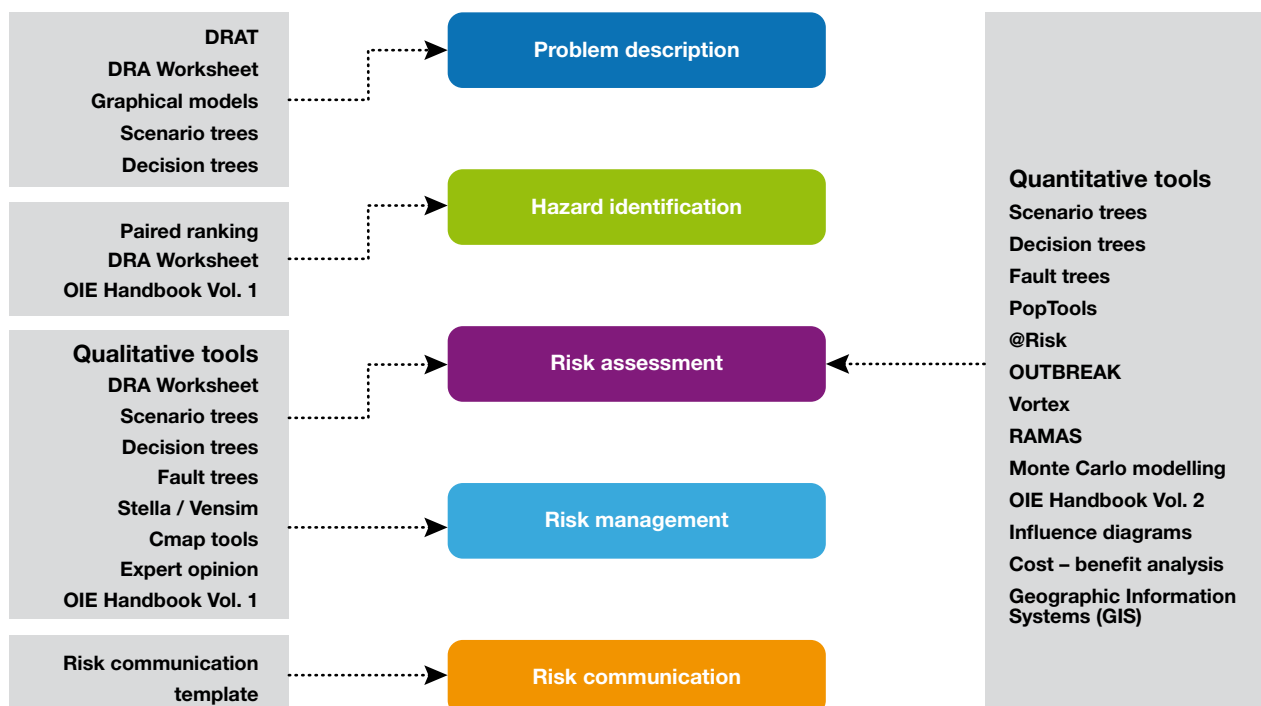 DRAT
DRA Worksheet
Graphical models
Scenario trees
Decision trees
Paired ranking
DRA Worksheet
OIE Handbook Vol. 1
Qualitative tools
DRA Worksheet
Scenario trees
Decision trees
Fault trees
Stella / Vensim
Cmap tools
Expert opinion
OIE Handbook Vol. 1
Risk communication
template
Problem description
Hazard identification
Risk assessment
Risk management
Risk communication
Quantitative tools
Scenario trees
Decision trees
Fault trees
PopTools
@Risk
OUTBREAK
Vortex
RAMAS
Monte Carlo modelling
OIE Handbook Vol. 2
Influence diagrams
Cost – benefit analysis
Geographic Information
Systems (GIS)